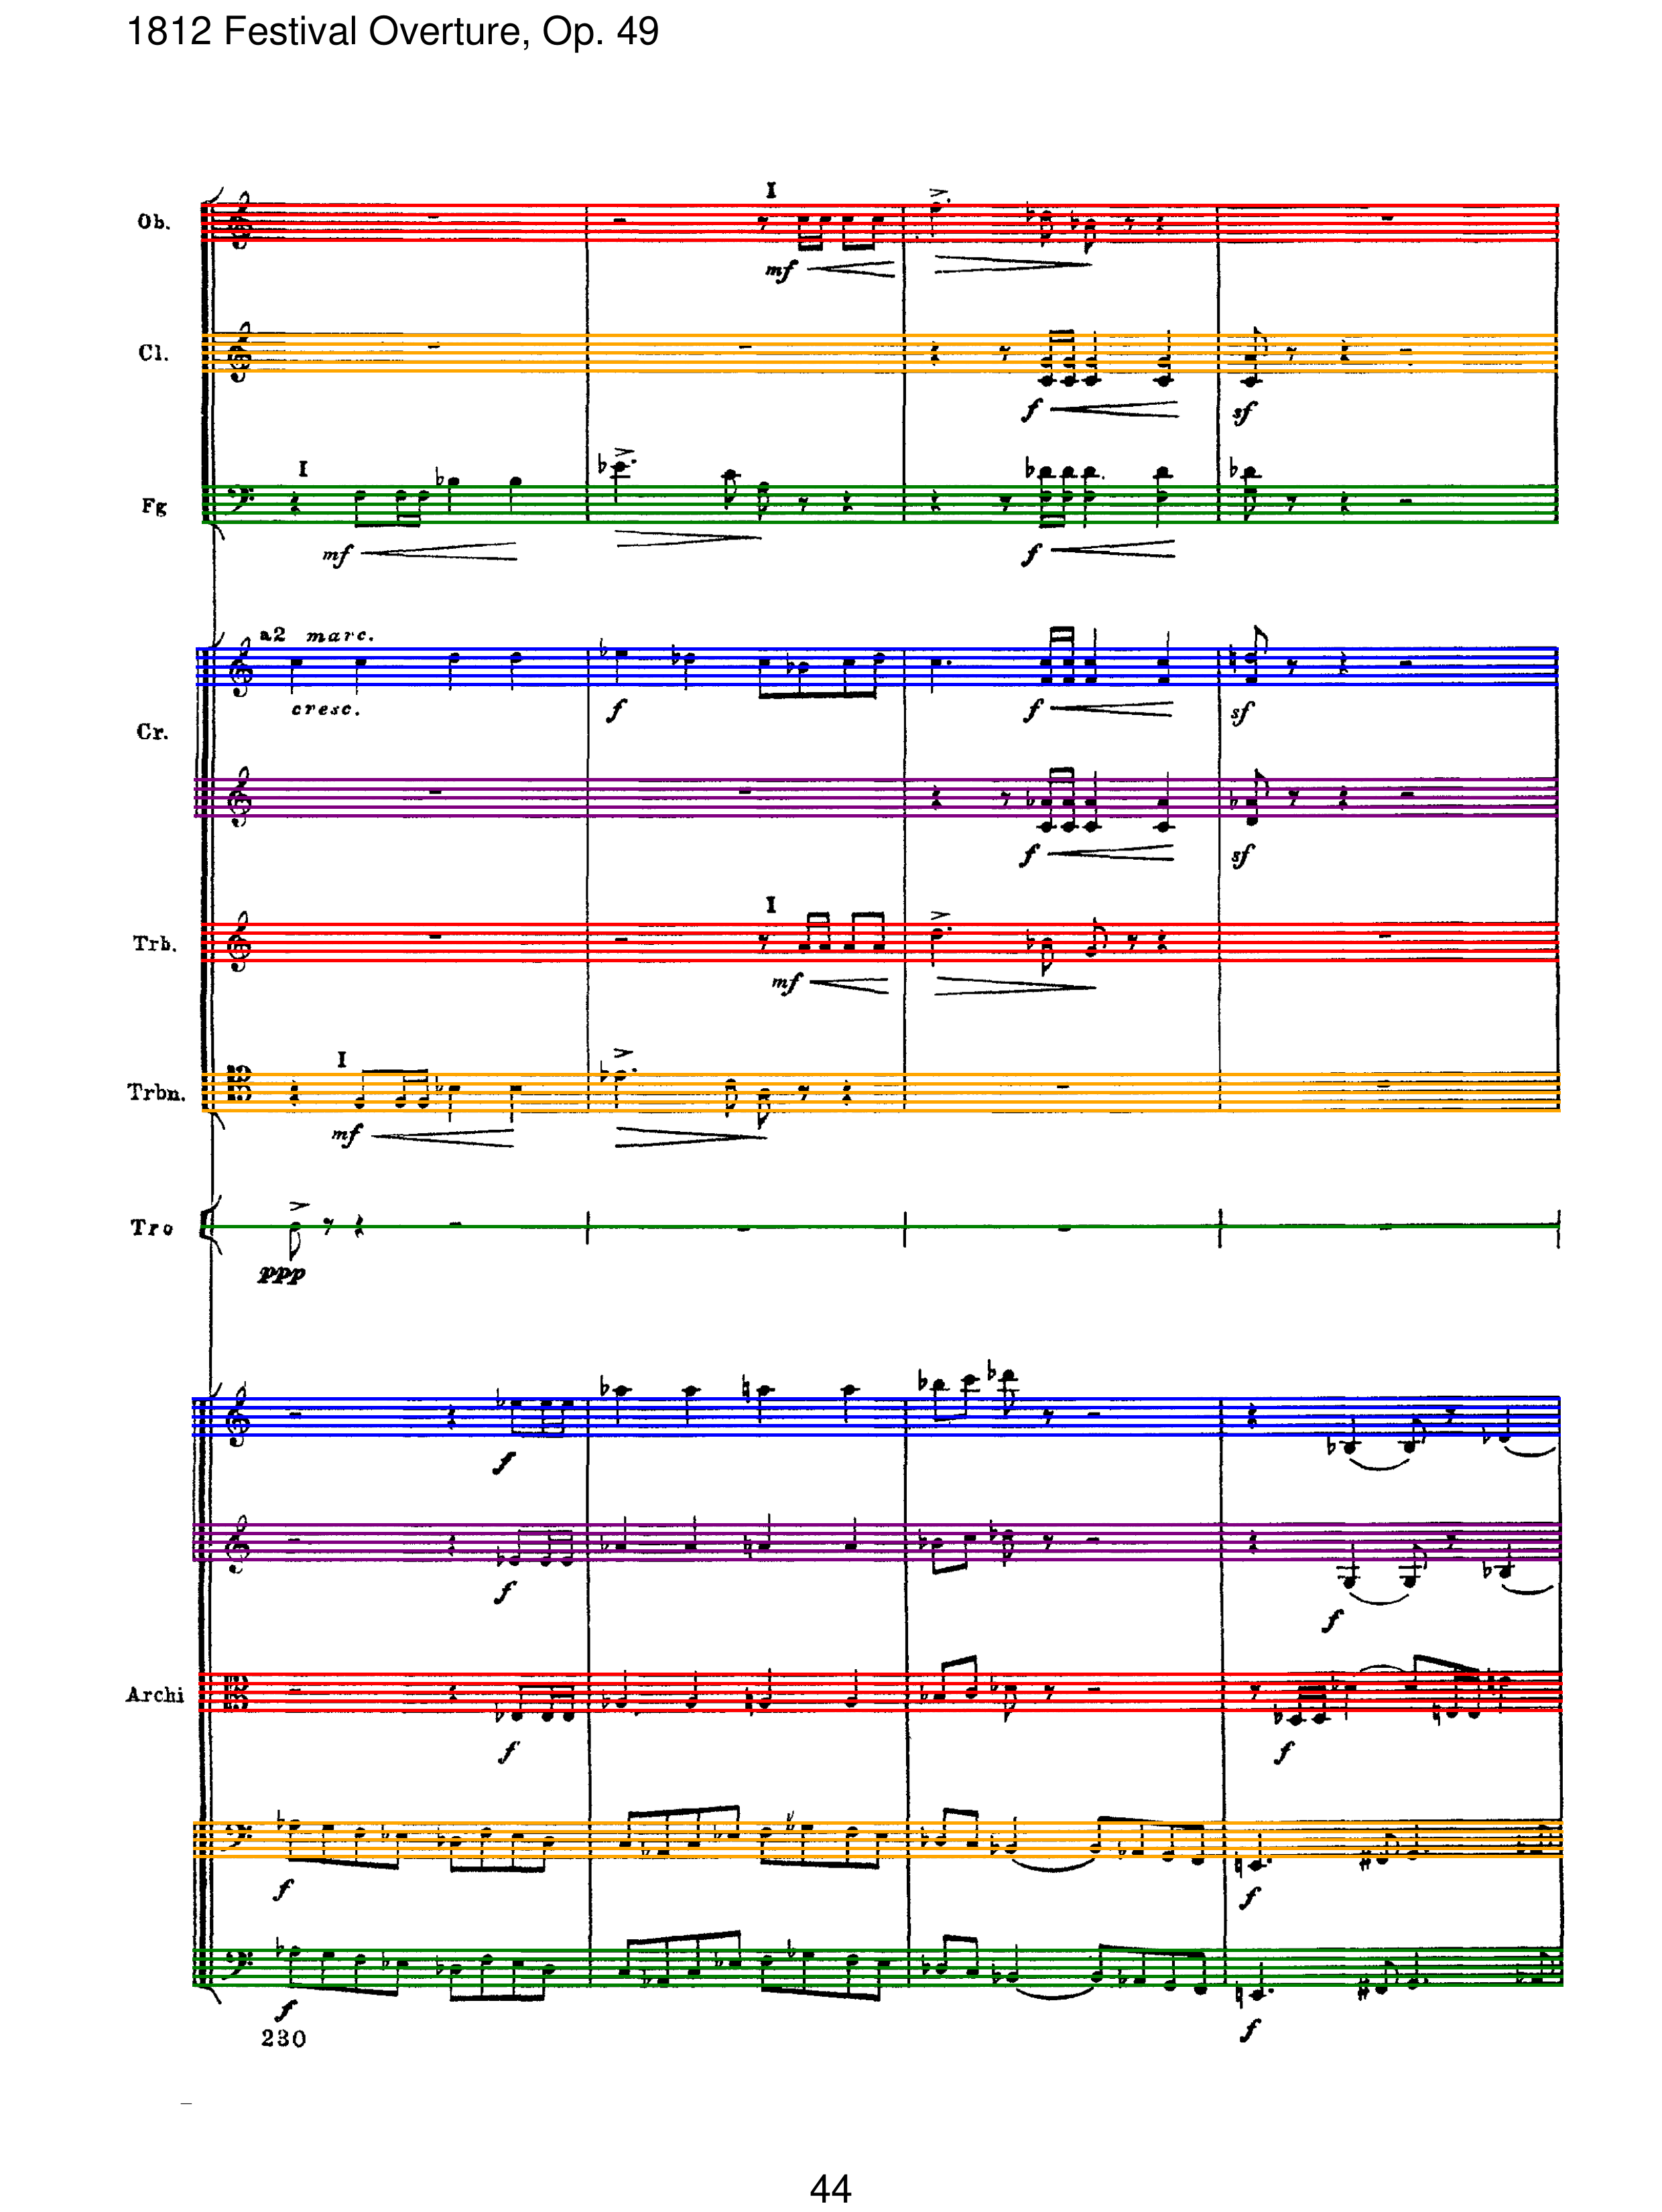 1812 Festival Overture, Op. 49
I
Ob.
mf
Cl.
f sf
I
Fg
mf f
a2 marc.
cresc. f f sf
Cr.
f sf
I
Trb.
mf
I
Trbn.
mf
Tro
ppp
f
f f
Archi
f f
f f
f f
230
44